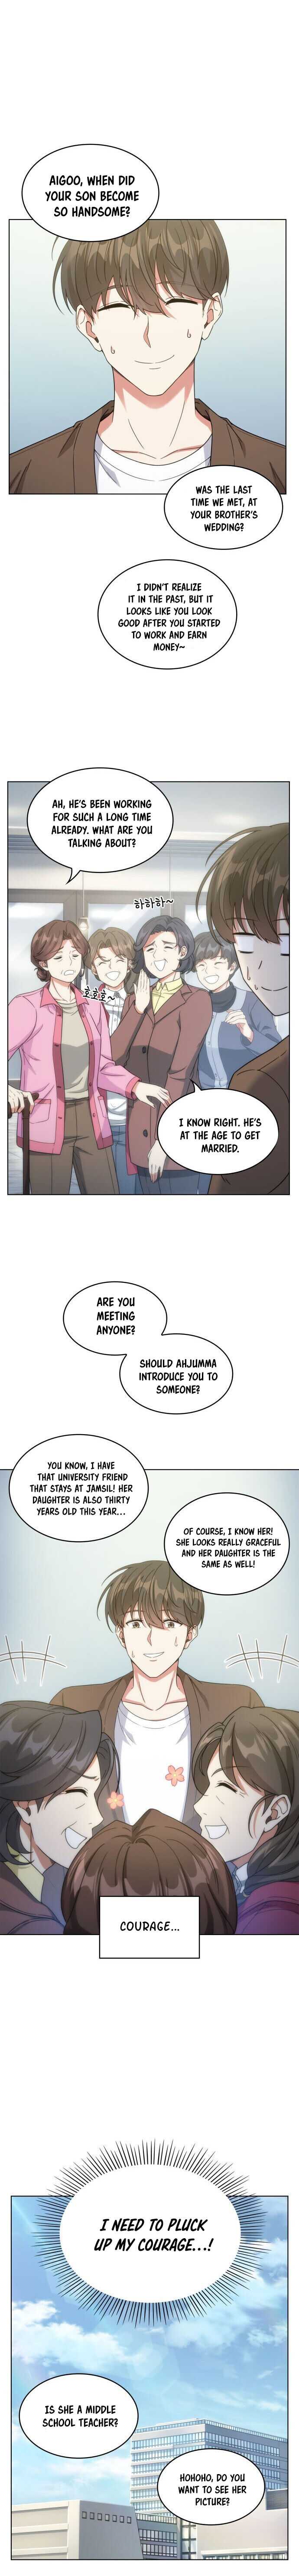 AIGOO, WHEN DID
YOUR SON BECOME
SO HANDSOME?
WAS THE LAST
TIME WE MET, AT
YOUR BROTHER'S
WEDDING?
I DIDN'T REALIZE
IT IN THE PAST, BUT IT
LOOKS LIKE YOU LOOK
GOOD AFTER YOU STARTED
TO WORK AND EARN
MONEY~
AH, HE'S BEEN WORKING
FOR SUCH A LONG TIME
ALREADY. WHAT ARE YOU
TALKING ABOUT?
하하하~
호호호~
I KNOW RIGHT. HE'S
AT THE AGE TO GET
MARRIED.
ARE YOU
MEETING
ANYONE?
SHOULD AHJUMMA
INTRODUCE YOU TO
SOMEONE?
YOU KNOW, I HAVE
THAT UNIVERSITY FRIEND
THAT STAYS AT JAMSIL! HER
DAUGHTER IS ALSO THIRTY
YEARS OLD THIS YEAR...
OF COURSE, I KNOW HER!
SHE LOOKS REALLY GRACEFUL
AND HER DAUGHTER IS THE
SAME AS WELL!
COURAGE...
I NEED TO PLUCK
UP MY COURAGE...!
IS SHE A MIDDLE
SCHOOL TEACHER?
HOHOHO, DO YOU
WANT TO SEE HER
PICTURE?